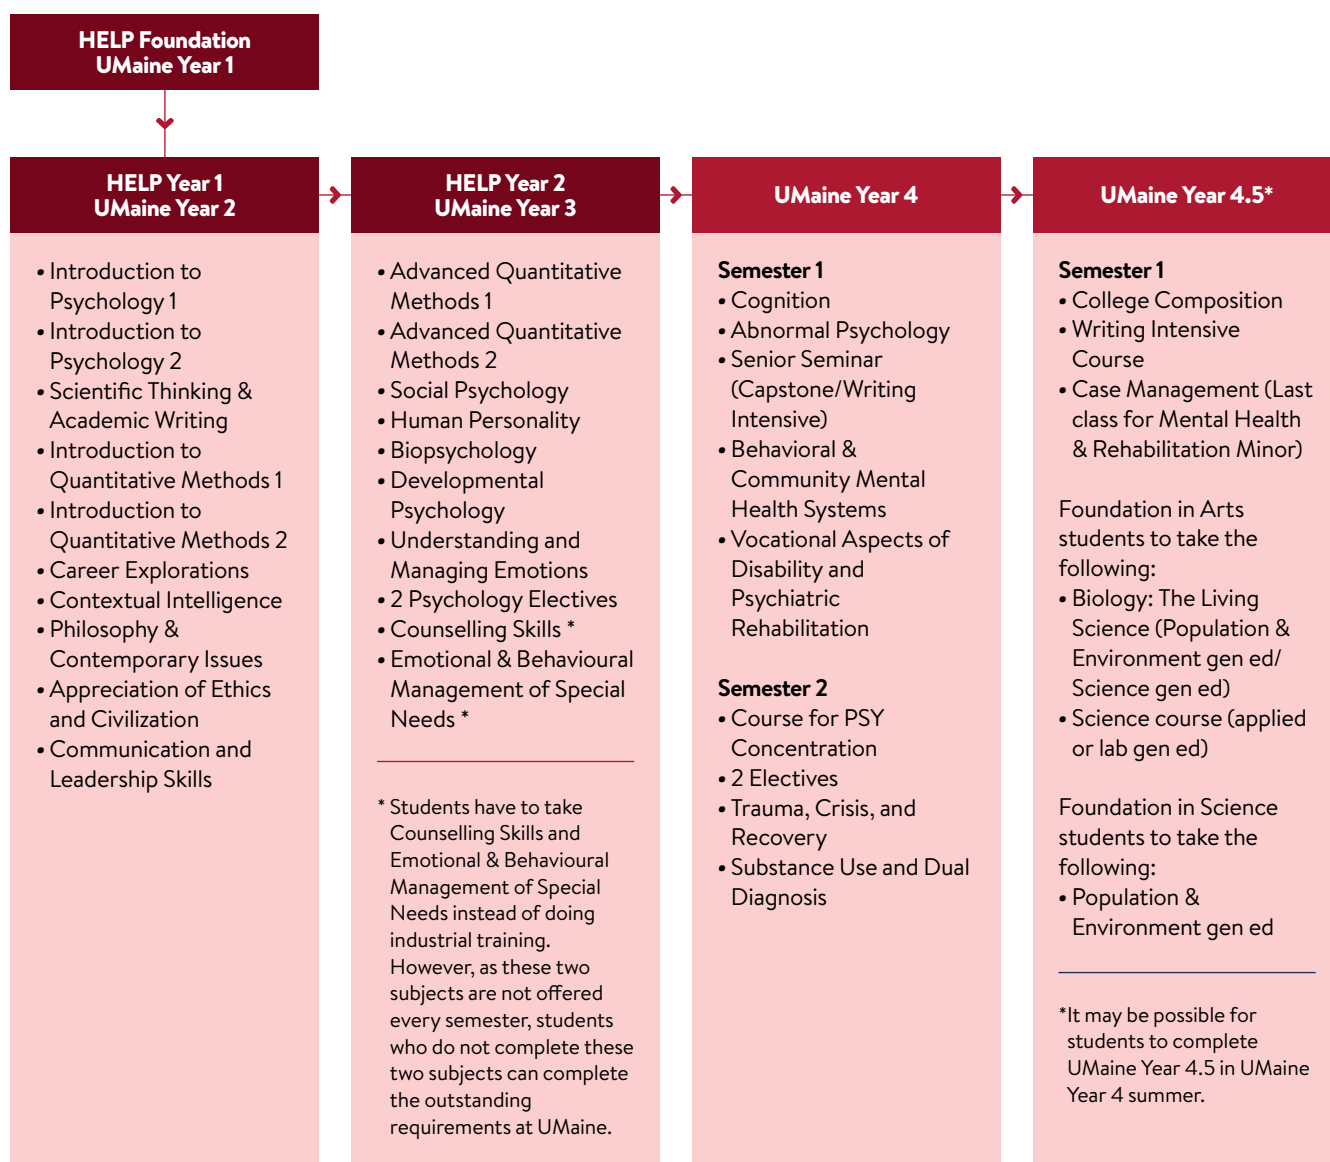 HELP Foundation
UMaine Year 1
HELP Year 1
UMaine Year 2
• Introduction to
Psychology 1
• Introduction to
Psychology 2
• Scientific Thinking &
Academic Writing
• Introduction to
Quantitative Methods 1
• Introduction to
Quantitative Methods 2
• Career Explorations
• Contextual Intelligence
• Philosophy &
Contemporary Issues
• Appreciation of Ethics
and Civilization
• Communication and
Leadership Skills
HELP Year 2
UMaine Year 3
• Advanced Quantitative
Methods 1
• Advanced Quantitative
Methods 2
• Social Psychology
• Human Personality
• Biopsychology
• Developmental
Psychology
• Understanding and
Managing Emotions
• 2 Psychology Electives
• Counselling Skills *
• Emotional & Behavioural
Management of Special
Needs *
* Students have to take
Counselling Skills and
Emotional & Behavioural
Management of Special
Needs instead of doing
industrial training.
However, as these two
subjects are not offered
every semester, students
who do not complete these
two subjects can complete
the outstanding
requirements at UMaine.
UMaine Year 4
Semester 1
• Cognition
• Abnormal Psychology
• Senior Seminar
(Capstone/Writing
Intensive)
• Behavioral &
Community Mental
Health Systems
• Vocational Aspects of
Disability and
Psychiatric
Rehabilitation
Semester 2
• Course for PSY
Concentration
• 2 Electives
• Trauma, Crisis, and
Recovery
• Substance Use and Dual
Diagnosis
UMaine Year 4.5*
Semester 1
• College Composition
• Writing Intensive
Course
• Case Management (Last
class for Mental Health
& Rehabilitation Minor)
Foundation in Arts
students to take the
following:
• Biology: The Living
Science (Population &
Environment gen ed/
Science gen ed)
• Science course (applied
or lab gen ed)
Foundation in Science
students to take the
following:
• Population &
Environment gen ed
*It may be possible for
students to complete
UMaine Year 4.5 in UMaine
Year 4 summer.